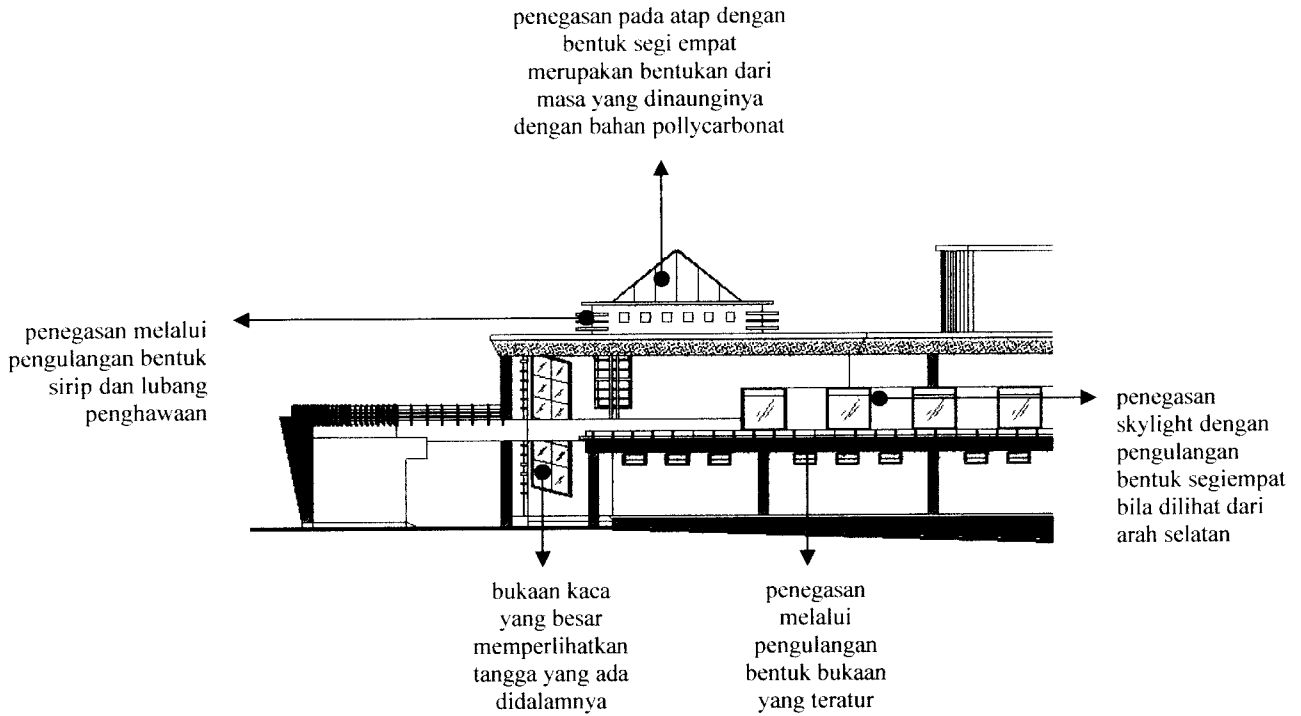 penegasan pada atap dengan
bentuk segi empat
merupakan bentukan dari
masa yang dinaunginya
dengan bahan pollycarbonat
penegasan melalui
pengulangan bentuk
sirip dan lubang
penghawaan
penegasan
skylight dengan
pengulangan
bentuk segiempat
bila dilihat dari
arah selatan
bukaan kaca
yang besar
memperlihatkan
tangga yang ada
didalamnya
penegasan
melalui
pengulangan
bentuk bukaan
yang teratur